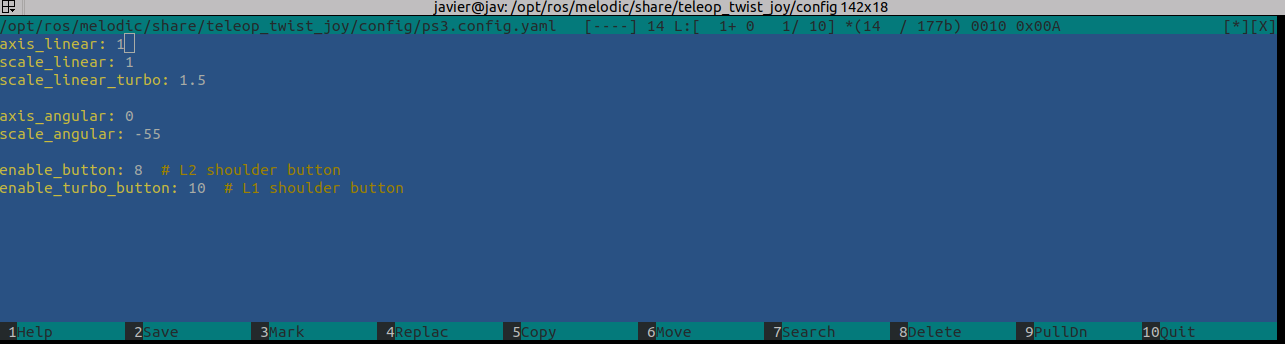 javier@jav: /opt/ros/melodic/share/teleop_twist_joy/config 142x18
/opt/ros/melodic/share/teleop_twist_joy/config/ps3.config.yaml [----] 14 L:[ 1+ 0 1/ 10] *(14 / 177b) 0010 0x00A [*][X]
axis_linear: 1
scale_linear: 1
scale_linear_turbo: 1.5
axis_angular: 0
scale_angular: -55
enable_button: 8 # L2 shoulder button
enable_turbo_button: 10 # L1 shoulder button
1Help 2Save 3Mark 4Replac 5Copy 6Move 7Search 8Delete 9PullDn 10Quit